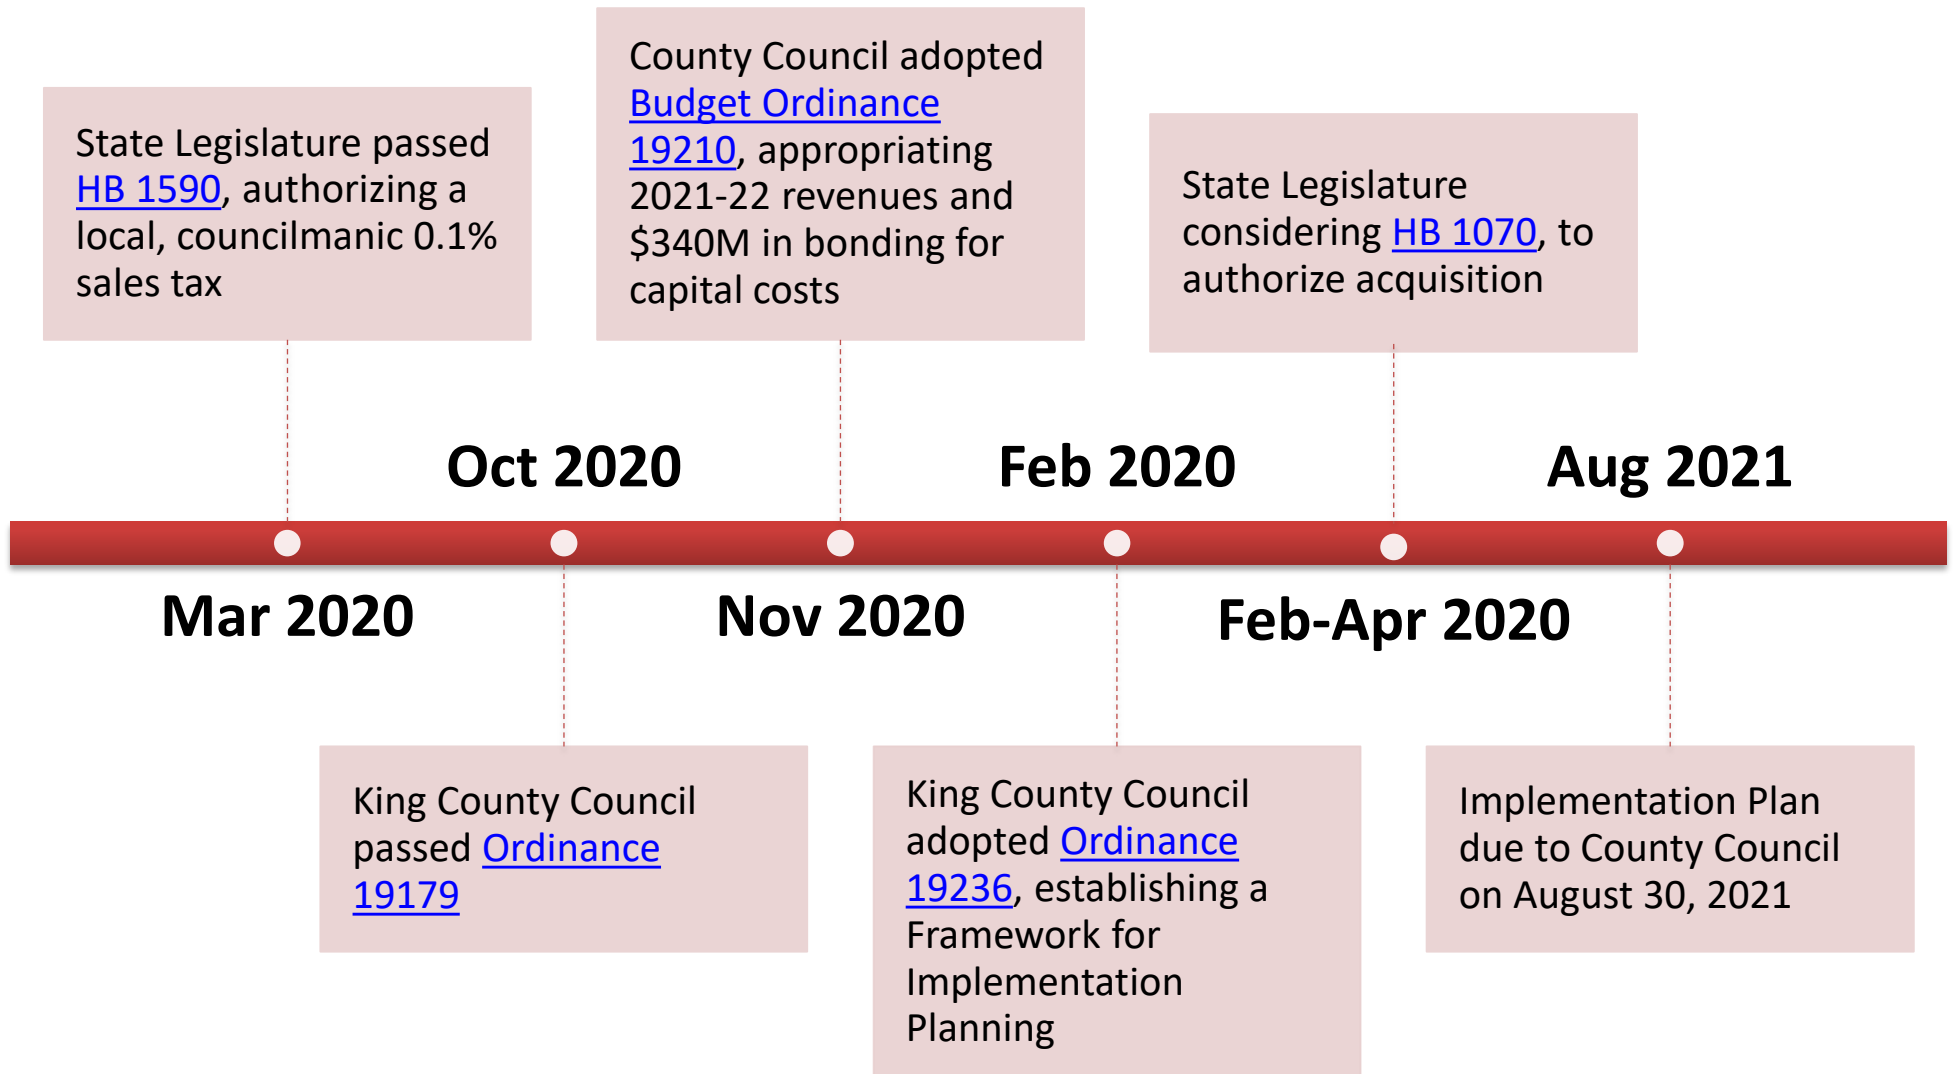 State Legislature passed
HB 1590, authorizing a
local, councilmanic 0.1%
sales tax
County Council adopted
Budget Ordinance
19210, appropriating
2021-22 revenues and
$340M in bonding for
capital costs
State Legislature
considering HB 1070, to
authorize acquisition
Oct 2020
Feb 2020
Aug 2021
Mar 2020
Nov 2020
Feb-Apr 2020
King County Council
passed Ordinance
19179
King County Council
adopted Ordinance
19236, establishing a
Framework for
Implementation
Planning
Implementation Plan
due to County Council
on August 30, 2021